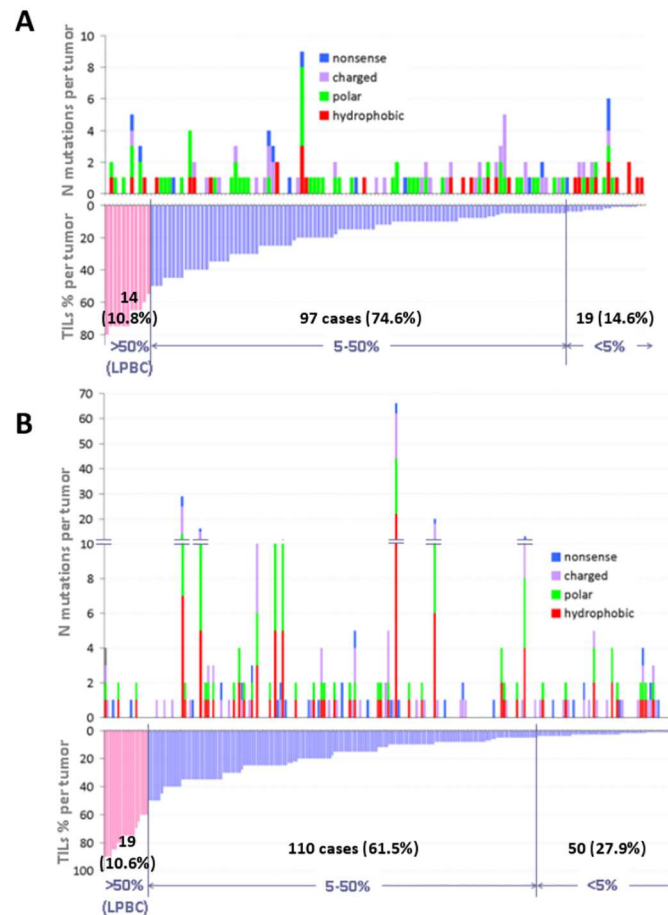 A
N mutations per tumor
10
8
6
4
2
0
nonsense
charged
polar
hydrophobic
TILs % per tumor
0
20
40
60
80
14
(10.8%)
97 cases (74.6%)
19 (14.6%)
>50%
5-50%
<5%
(LPBC)
B
N mutations per tumor
70
60
50
40
30
20
10
8
6
4
2
0
nonsense
charged
polar
hydrophobic
TILs % per tumor
0
20
40
60
80
100
19
(10.6%)
110 cases (61.5%)
50 (27.9%)
>50%
5-50%
<5%
(LPBC)